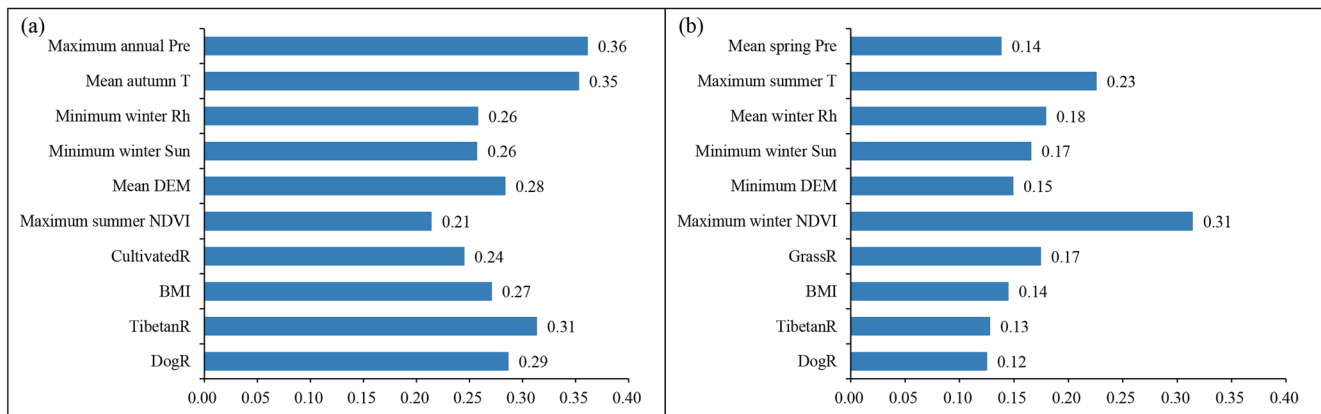 (a)
Maximum annual Pre 0.36
Mean autumn T 0.35
Minimum winter Rh 0.26
Minimum winter Sun 0.26
Mean DEM 0.28
Maximum summer NDVI 0.21
CultivatedR 0.24
BMI 0.27
TibetanR 0.31
DogR 0.29
0.00 0.05 0.10 0.15 0.20 0.25 0.30 0.35 0.40
(b)
Mean spring Pre 0.14
Maximum summer T 0.23
Mean winter Rh 0.18
Minimum winter Sun 0.17
Minimum DEM 0.15
Maximum winter NDVI 0.31
GrassR 0.17
BMI 0.14
TibetanR 0.13
DogR 0.12
0.00 0.05 0.10 0.15 0.20 0.25 0.30 0.35 0.40